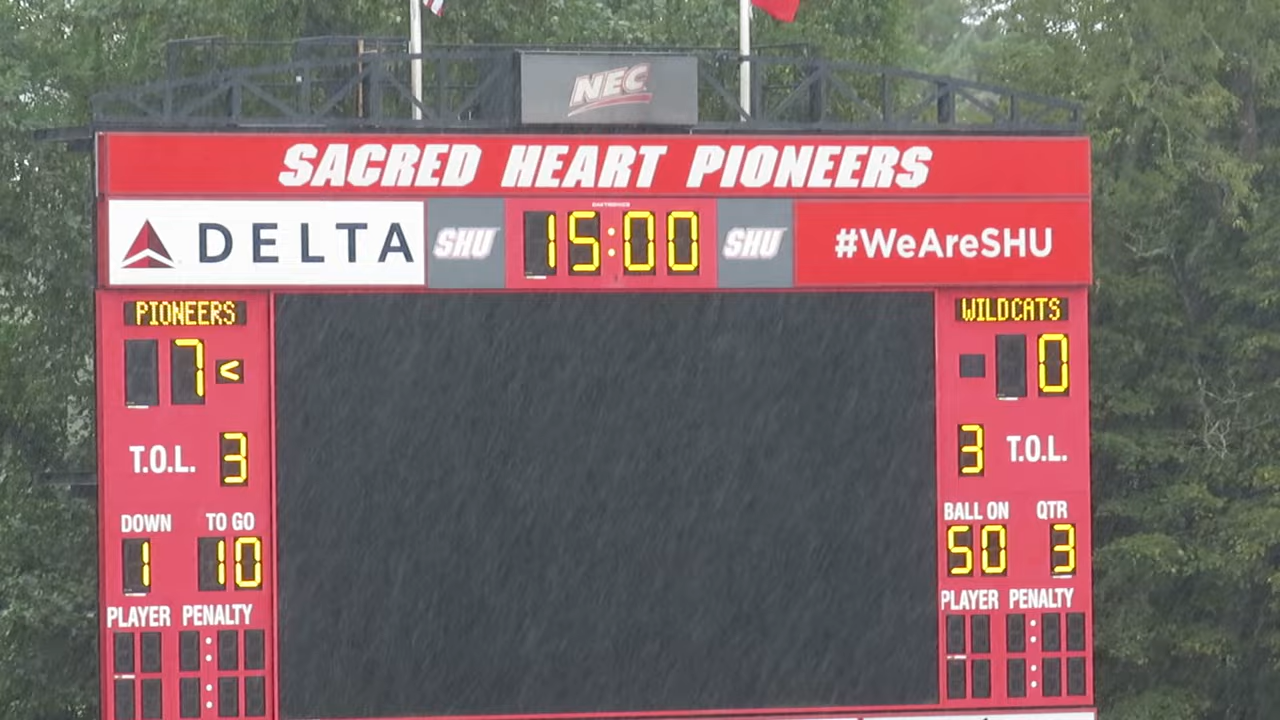 NEC
SACRED HEART PIONEERS
DAKTRONICS
DELTA SHU 15:00 SHU #WeAreSHU
PIONEERS WILDCATS
7 < 0
T.O.L. 3 3 T.O.L.
DOWN TO GO BALL ON QTR
1 10 50 3
PLAYER PENALTY PLAYER PENALTY